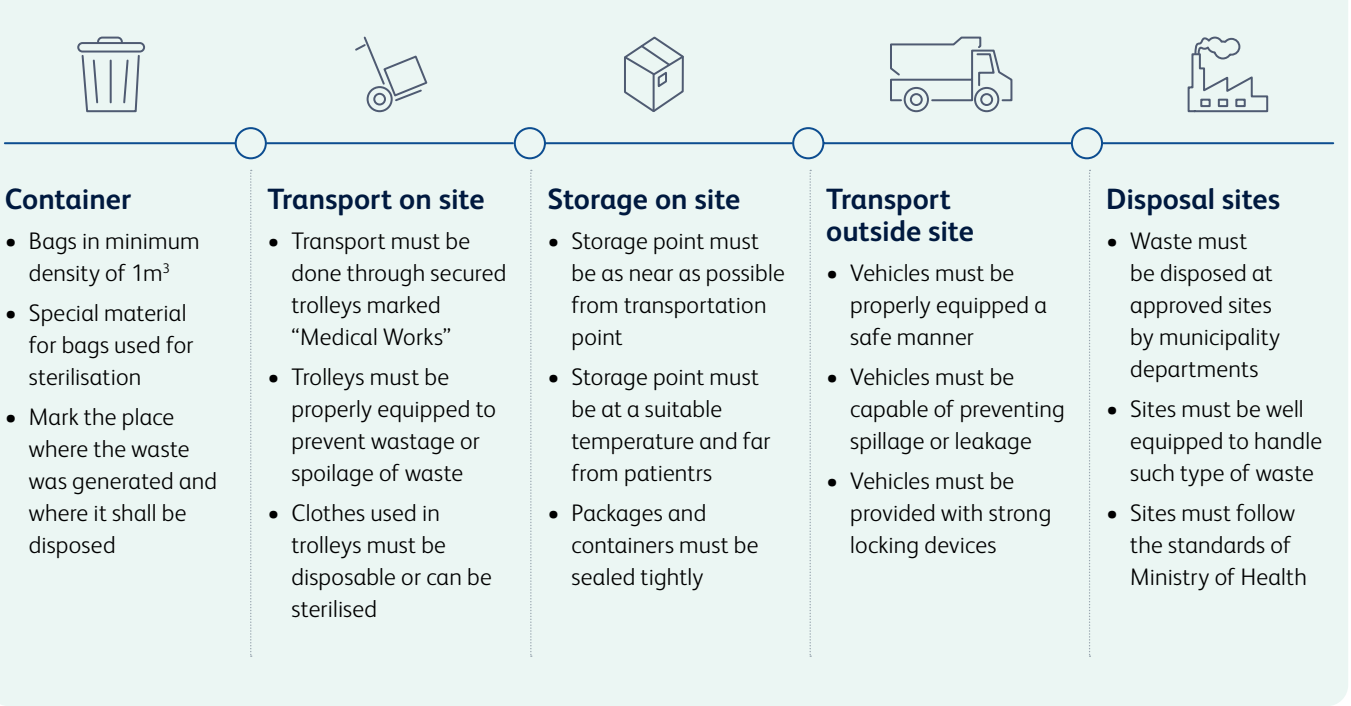 Container
• Bags in minimum
density of 1m³
• Special material
for bags used for
sterilisation
• Mark the place
where the waste
was generated and
where it shall be
disposed
Transport on site
• Transport must be
done through secured
trolleys marked
“Medical Works”
• Trolleys must be
properly equipped to
prevent wastage or
spoilage of waste
• Clothes used in
trolleys must be
disposable or can be
sterilised
Storage on site
• Storage point must
be as near as possible
from transportation
point
• Storage point must
be at a suitable
temperature and far
from patientrs
• Packages and
containers must be
sealed tightly
Transport
outside site
• Vehicles must be
properly equipped a
safe manner
• Vehicles must be
capable of preventing
spillage or leakage
• Vehicles must be
provided with strong
locking devices
Disposal sites
• Waste must
be disposed at
approved sites
by municipality
departments
• Sites must be well
equipped to handle
such type of waste
• Sites must follow
the standards of
Ministry of Health